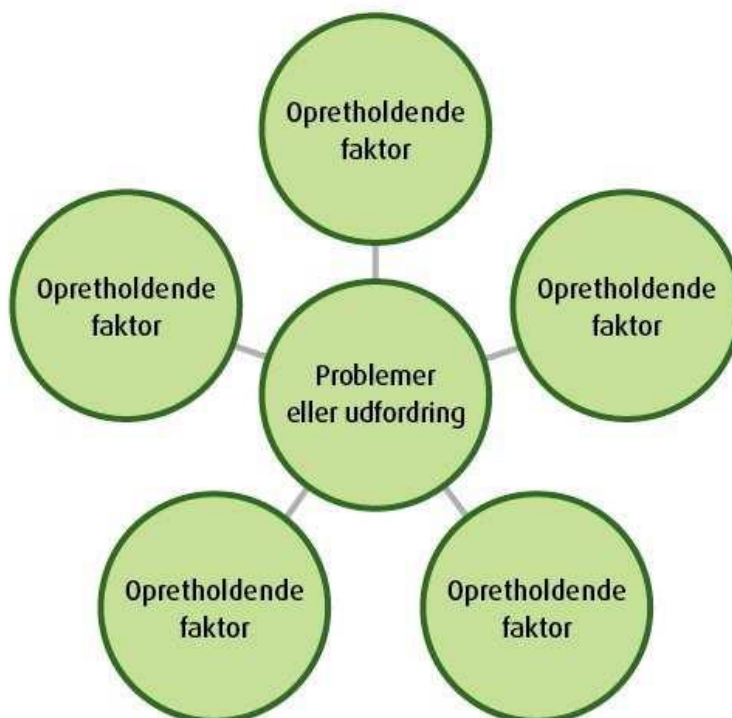 Opretholdende
faktor
Opretholdende
faktor
Opretholdende
faktor
Problemer
eller udfordring
Opretholdende
faktor
Opretholdende
faktor